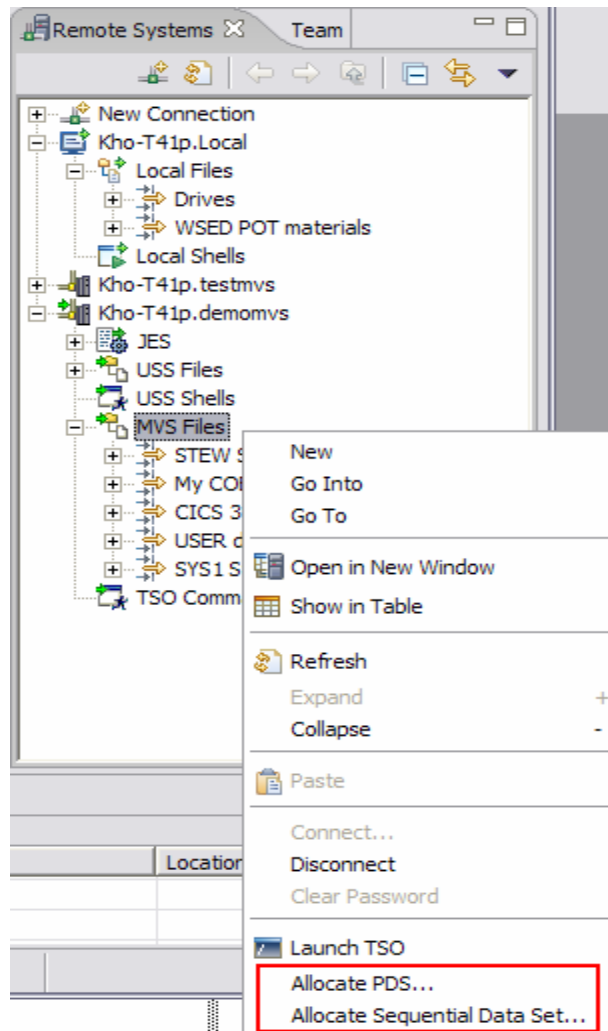 Remote Systems Team
New Connection
Kho-T41p.Local
Local Files
Drives
WSED POT materials
Local Shells
Kho-T41p.testmvs
Kho-T41p.demomvs
JES
USS Files
USS Shells
MVS Files
STEW S
My CO
CICS 3
USER
SYS1 S
TSO Comm
New
Go Into
Go To
Open in New Window
Show in Table
Refresh
Expand +
Collapse -
Paste
Connect...
Disconnect
Clear Password
Location
Launch TSO
Allocate PDS...
Allocate Sequential Data Set...